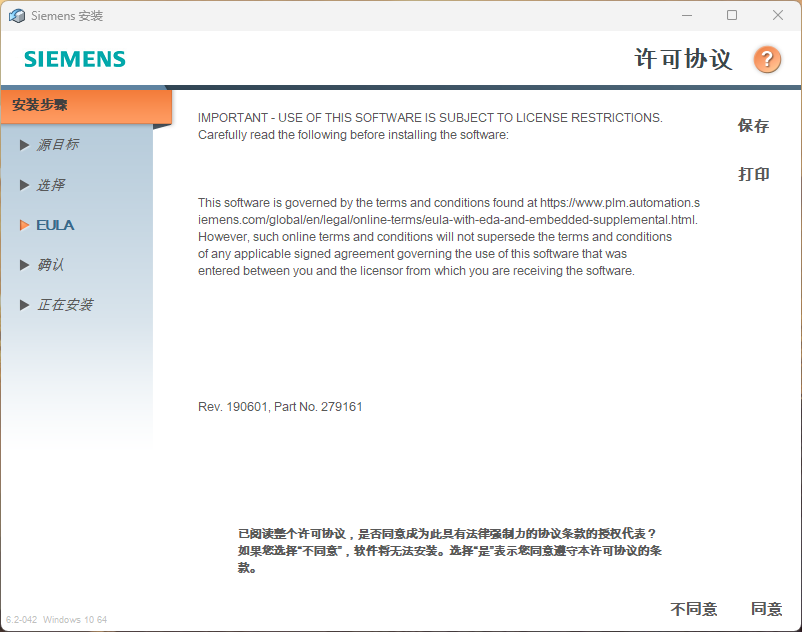 Siemens 安装
SIEMENS
许可协议
?
安装步骤
源目标
选择
EULA
确认
正在安装
IMPORTANT - USE OF THIS SOFTWARE IS SUBJECT TO LICENSE RESTRICTIONS.
Carefully read the following before installing the software:
保存
打印
This software is governed by the terms and conditions found at https://www.plm.automation.s
iemens.com/global/en/legal/online-terms/eula-with-eda-and-embedded-supplemental.html.
However, such online terms and conditions will not supersede the terms and conditions
of any applicable signed agreement governing the use of this software that was
entered between you and the licensor from which you are receiving the software.
Rev. 190601, Part No. 279161
已阅读整个许可协议，是否同意成为此具有法律强制力的协议条款的授权代表？
如果您选择“不同意”，软件将无法安装。选择“是”表示您同意遵守本许可协议的条
款。
不同意
同意
6.2-042 Windows 10 64